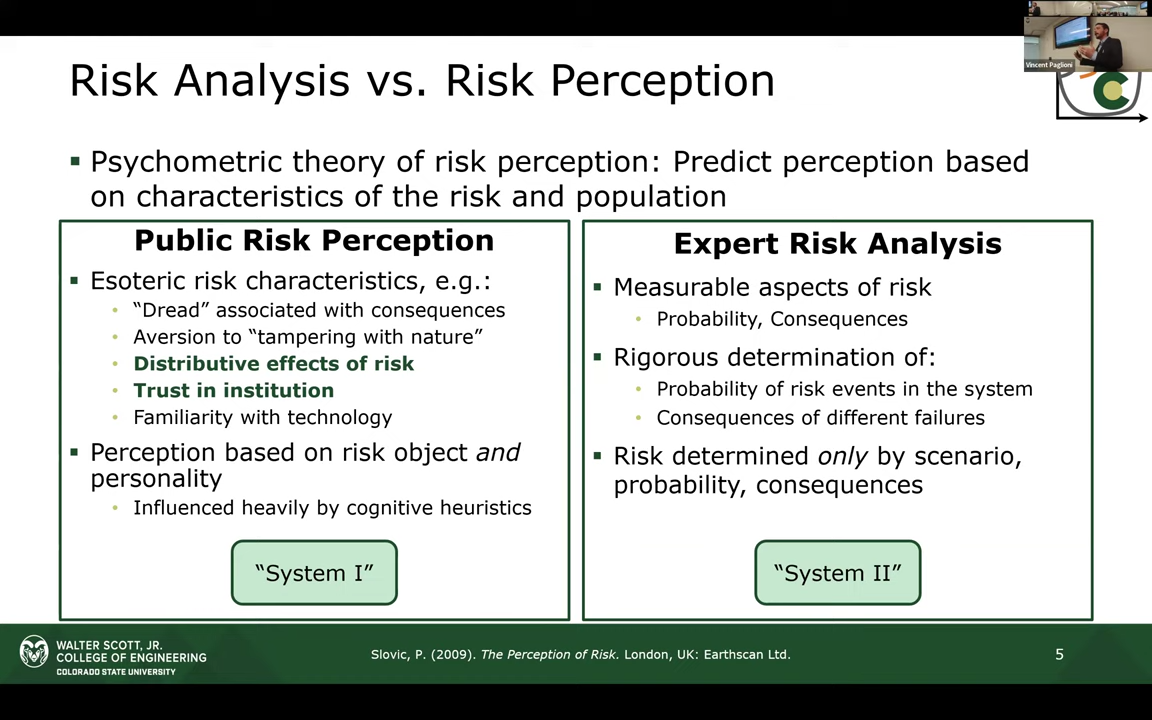 Vincent Paglioni
Risk Analysis vs. Risk Perception
C
▪ Psychometric theory of risk perception: Predict perception based
on characteristics of the risk and population
Public Risk Perception
▪ Esoteric risk characteristics, e.g.:
• “Dread” associated with consequences
• Aversion to “tampering with nature”
• Distributive effects of risk
• Trust in institution
• Familiarity with technology
▪ Perception based on risk object and
personality
• Influenced heavily by cognitive heuristics
“System I”
Expert Risk Analysis
▪ Measurable aspects of risk
• Probability, Consequences
▪ Rigorous determination of:
• Probability of risk events in the system
• Consequences of different failures
▪ Risk determined only by scenario,
probability, consequences
“System II”
WALTER SCOTT, JR.
COLLEGE OF ENGINEERING
COLORADO STATE UNIVERSITY
Slovic, P. (2009). The Perception of Risk. London, UK: Earthscan Ltd.
5